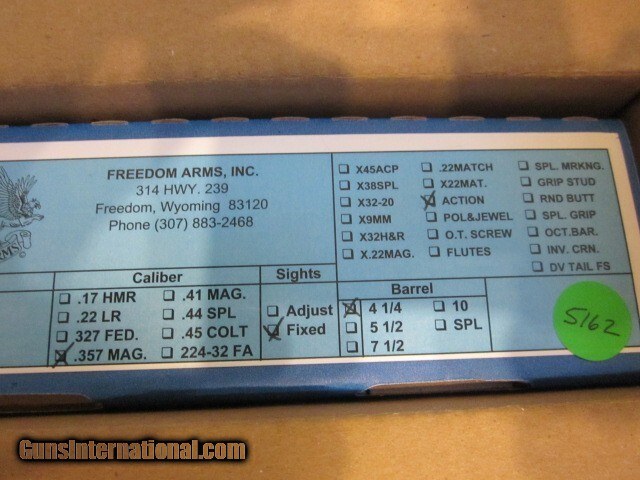 FREEDOM ARMS, INC.
314 HWY. 239
Freedom, Wyoming 83120
Phone (307) 883-2468
ARMS
☐ X45ACP ☐ .22MATCH ☐ SPL. MRKNG.
☐ X38SPL ☐ X22MAT. ☐ GRIP STUD
☐ X32-20 ☑ ACTION ☐ RND BUTT
☐ X9MM ☐ POL&JEWEL ☐ SPL. GRIP
☐ X32H&R ☐ O.T. SCREW ☐ OCT.BAR.
☐ X.22MAG. ☐ FLUTES ☐ INV. CRN.
☐ DV TAIL FS
Caliber
☐ .17 HMR ☐ .41 MAG.
☐ .22 LR ☐ .44 SPL
☐ 327 FED. ☐ .45 COLT
☒ .357 MAG. ☐ 224-32 FA
Sights
☐ Adjust
☑ Fixed
Barrel
☒ 4 1/4 ☐ 10
☐ 5 1/2 ☐ SPL
☐ 7 1/2
5162
GunsInternational.com